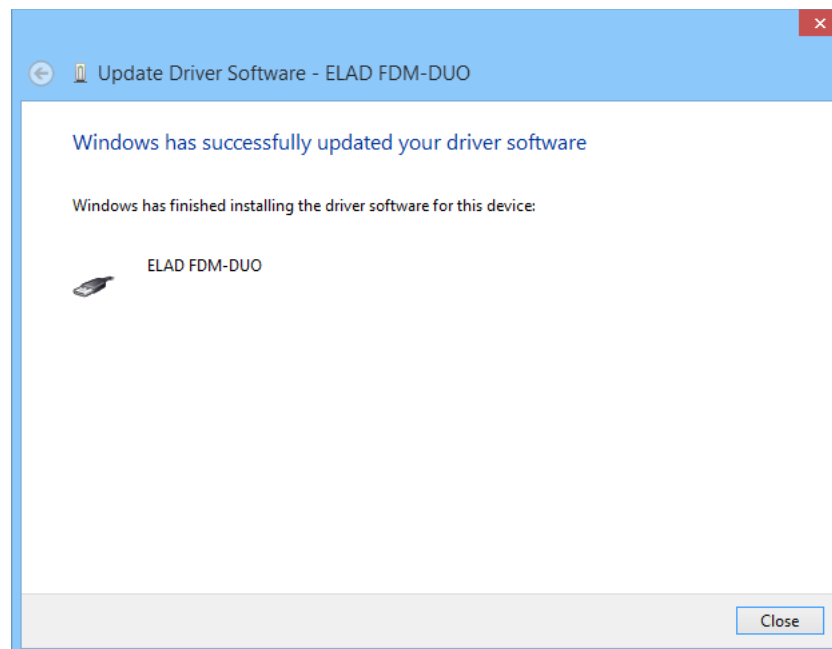 Update Driver Software - ELAD FDM-DUO
Windows has successfully updated your driver software
Windows has finished installing the driver software for this device:
ELAD FDM-DUO
Close